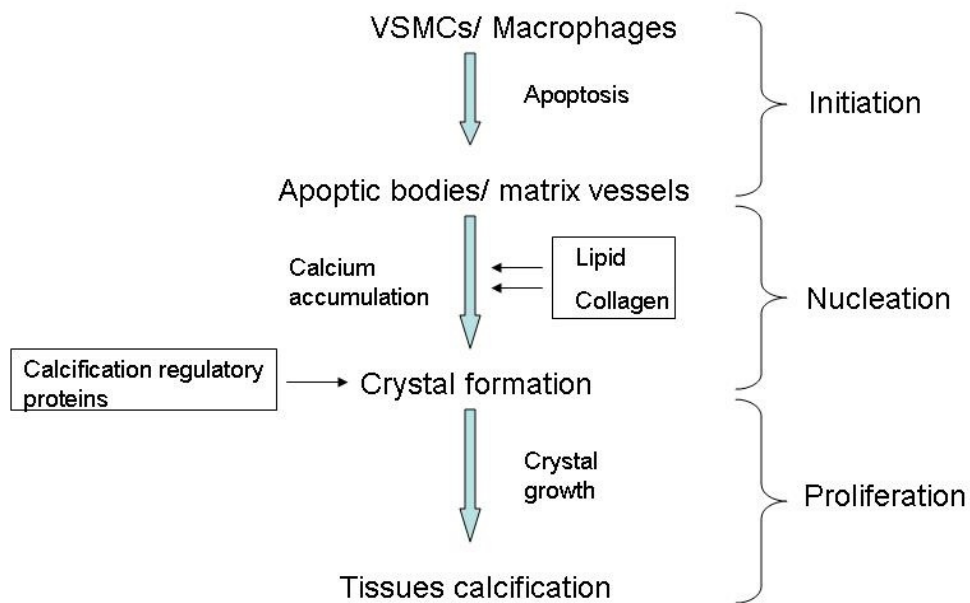 VSMCs/ Macrophages
Apoptosis
Initiation
Apoptic bodies/ matrix vessels
Calcium
accumulation
Lipid
Collagen
Nucleation
Calcification regulatory
proteins
Crystal formation
Crystal
growth
Proliferation
Tissues calcification